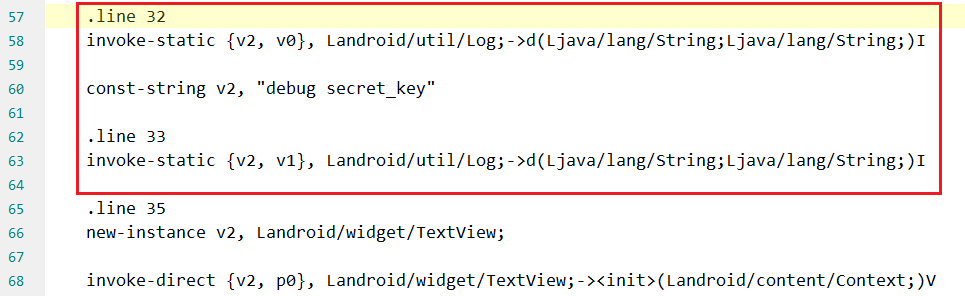 57 .line 32
58 invoke-static {v2, v0}, Landroid/util/Log;->d(Ljava/lang/String;Ljava/lang/String;)I
59
60 const-string v2, "debug secret_key"
61
62 .line 33
63 invoke-static {v2, v1}, Landroid/util/Log;->d(Ljava/lang/String;Ljava/lang/String;)I
64
65 .line 35
66 new-instance v2, Landroid/widget/TextView;
67
68 invoke-direct {v2, p0}, Landroid/widget/TextView;-><init>(Landroid/content/Context;)V